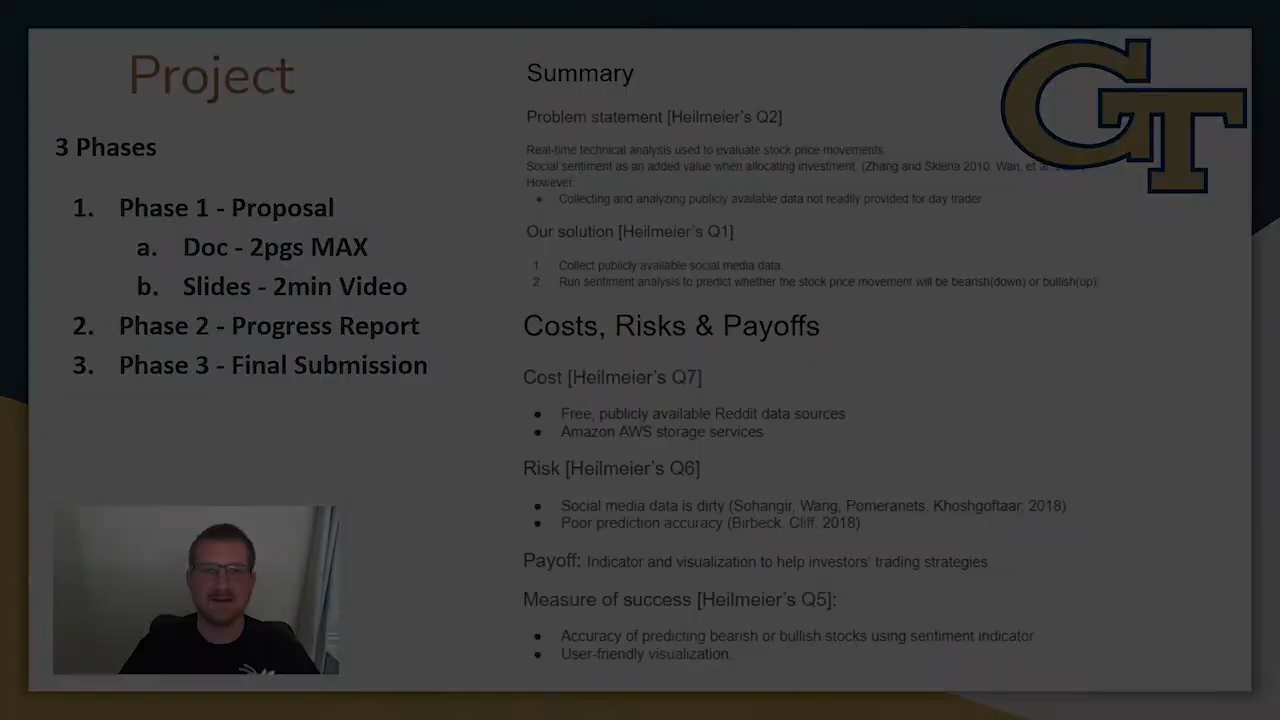 Project
3 Phases
1. Phase 1 - Proposal
a. Doc - 2pgs MAX
b. Slides - 2min Video
2. Phase 2 - Progress Report
3. Phase 3 - Final Submission
Summary
Problem statement [Heilmeier's Q2]
Real-time technical analysis used to evaluate stock price movements.
Social sentiment as an added value when allocating investment, (Zhang and Skiena 2010, Wan, et al.
However:
● Collecting and analyzing publicly available data not readily provided for day trader
Our solution [Heilmeier's Q1]
1. Collect publicly available social media data.
2. Run sentiment analysis to predict whether the stock price movement will be bearish(down) or bullish(up).
Costs, Risks & Payoffs
Cost [Heilmeier's Q7]
● Free, publicly available Reddit data sources
● Amazon AWS storage services
Risk [Heilmeier's Q6]
● Social media data is dirty (Sohangir, Wang, Pomeranets, Khoshgoftaar, 2018)
● Poor prediction accuracy (Birbeck, Cliff, 2018)
Payoff: Indicator and visualization to help investors' trading strategies.
Measure of success [Heilmeier's Q5]:
● Accuracy of predicting bearish or bullish stocks using sentiment indicator
● User-friendly visualization.
GT